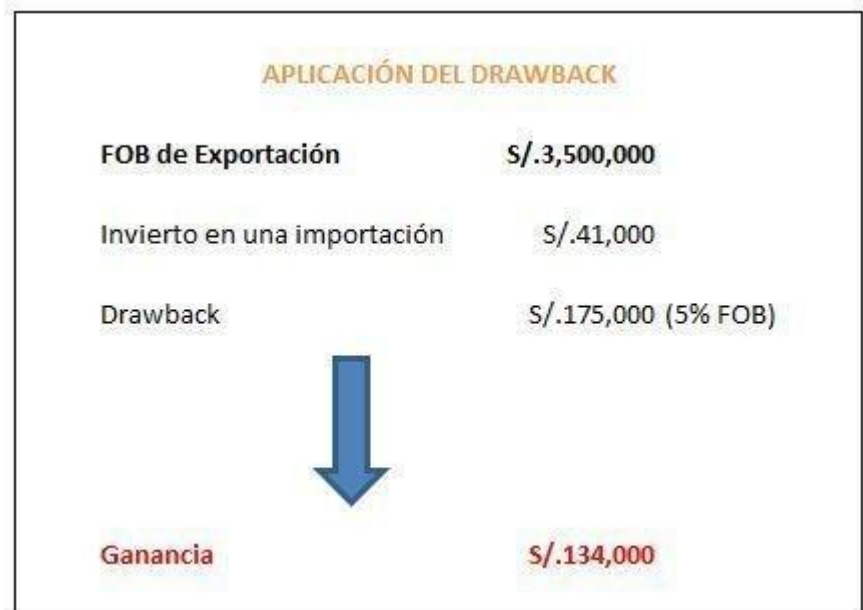 APLICACIÓN DEL DRAWBACK
FOB de Exportación S/.3,500,000
Invierto en una importación S/.41,000
Drawback S/.175,000 (5% FOB)
Ganancia S/.134,000